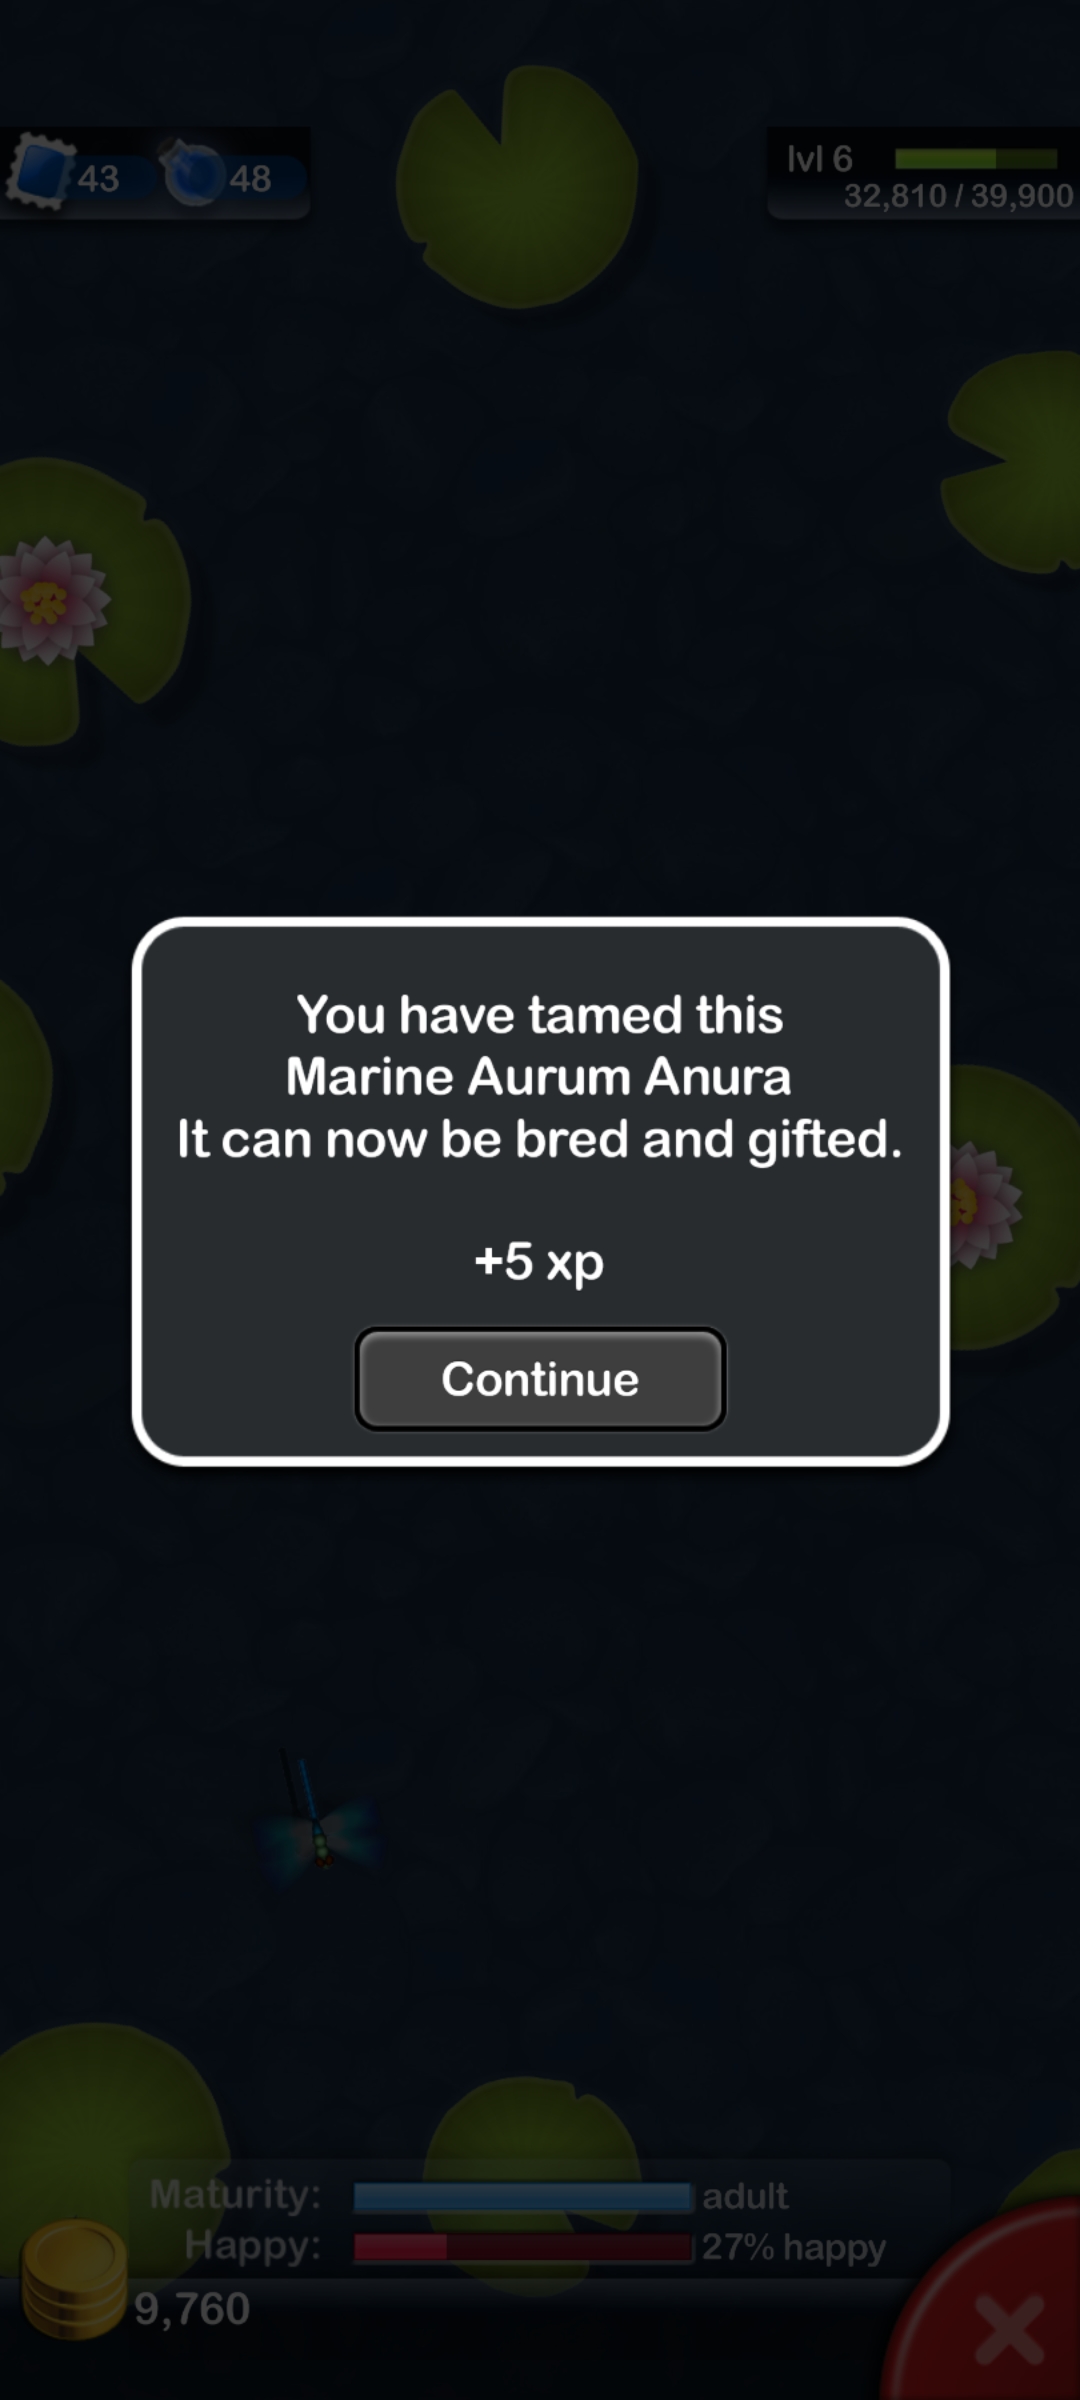 43
48
lvl 6
32,810 / 39,900
You have tamed this
Marine Aurum Anura
It can now be bred and gifted.
+5 xp
Continue
Maturity: adult
Happy: 27% happy
9,760